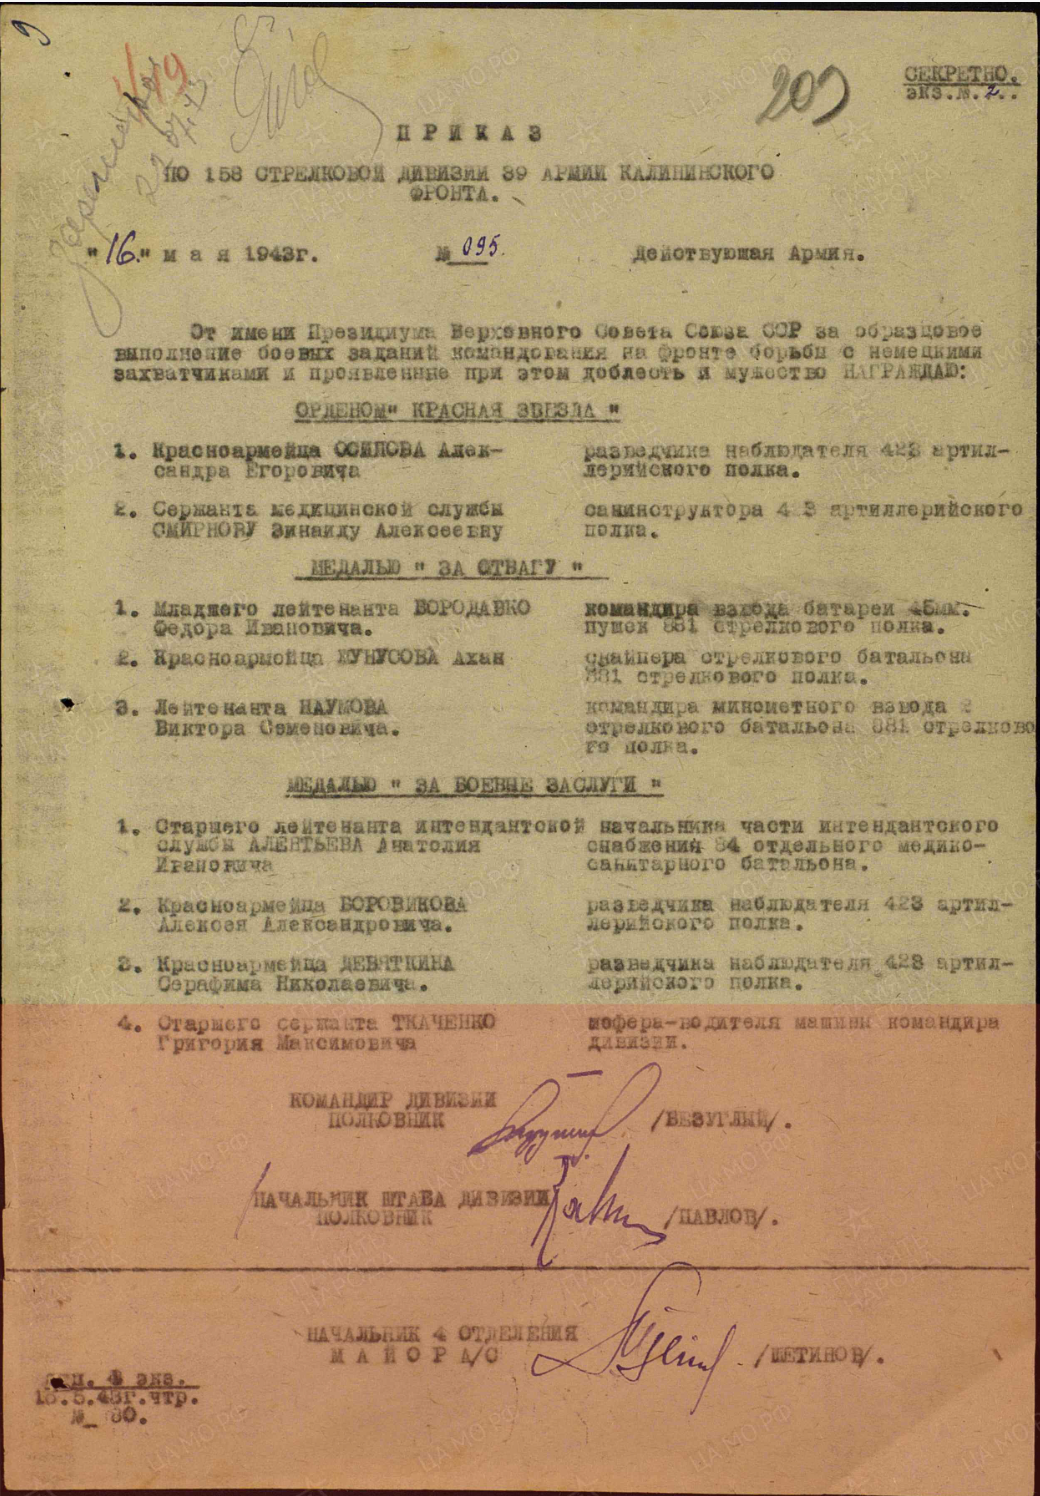 203
СЕКРЕТНО.
экз.№.2..
ПРИКАЗ
ПО 158 СТРЕЛКОВОЙ ДИВИЗИИ 39 АРМИИ КАЛИНИНСКОГО
ФРОНТА.
"16." м а я 1943г. № 095. Действующая Армия.
От имени Президиума Верховного Совета Союза ССР за образцовое
выполнение боевых заданий командования на фронте борьбы с немецкими
захватчиками и проявленные при этом доблесть и мужество НАГРАЖДАЮ:
ОРДЕНОМ" КРАСНАЯ ЗВЕЗДА "
1. Красноармейца ОСИПОВА Алек- разведчика наблюдателя 423 артил-
сандра Егоровича лерийского полка.
2. Сержанта медицинской службы санинструктора 423 артиллерийского
СМИРНОВУ Зинаиду Алексеевну полка.
МЕДАЛЬЮ " ЗА ОТВАГУ "
1. Младшего лейтенанта БОРОДАВКО командира взвода батареи 45мм.
Федора Ивановича. пушек 881 стрелкового полка.
2. Красноармейца ЖУНУСОВА Ахан снайпера стрелкового батальона
881 стрелкового полка.
3. Лейтенанта НАУМОВА командира минометного взвода 2
Виктора Семеновича. стрелкового батальона 881 стрелково
го полка.
МЕДАЛЬЮ " ЗА БОЕВЫЕ ЗАСЛУГИ "
1. Старшего лейтенанта интендантской начальника части интендантского
службы АЛЕНТЬЕВА Анатолия снабжения 84 отдельного медико-
Ивановича санитарного батальона.
2. Красноармейца БОРОВИКОВА разведчика наблюдателя 423 артил-
Алексея Александровича. лерийского полка.
3. Красноармейца ДЕВЯТКИНА разведчика наблюдателя 423 артил-
Серафима Николаевича. лерийского полка.
4. Старшего сержанта ТКАЧЕНКО шофера-водителя машины командира
Григория Максимовича дивизии.
КОМАНДИР ДИВИЗИИ
ПОЛКОВНИК /БЕЗУГЛЫЙ/.
НАЧАЛЬНИК ШТАБА ДИВИЗИИ
ПОЛКОВНИК /ПАВЛОВ/.
НАЧАЛЬНИК 4 ОТДЕЛЕНИЯ
М А Й О Р А/С /ЩЕТИНОВ/.
экз.
5.43г.чтр.